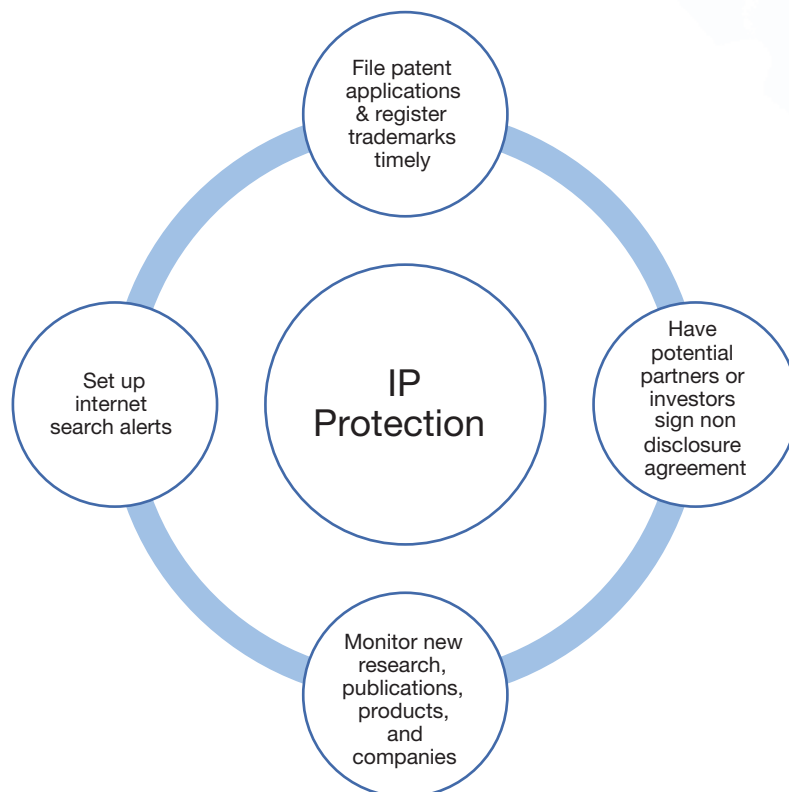 File patent
applications
& register
trademarks
timely
Set up
internet
search alerts
IP
Protection
Have
potential
partners or
investors
sign non
disclosure
agreement
Monitor new
research,
publications,
products,
and
companies